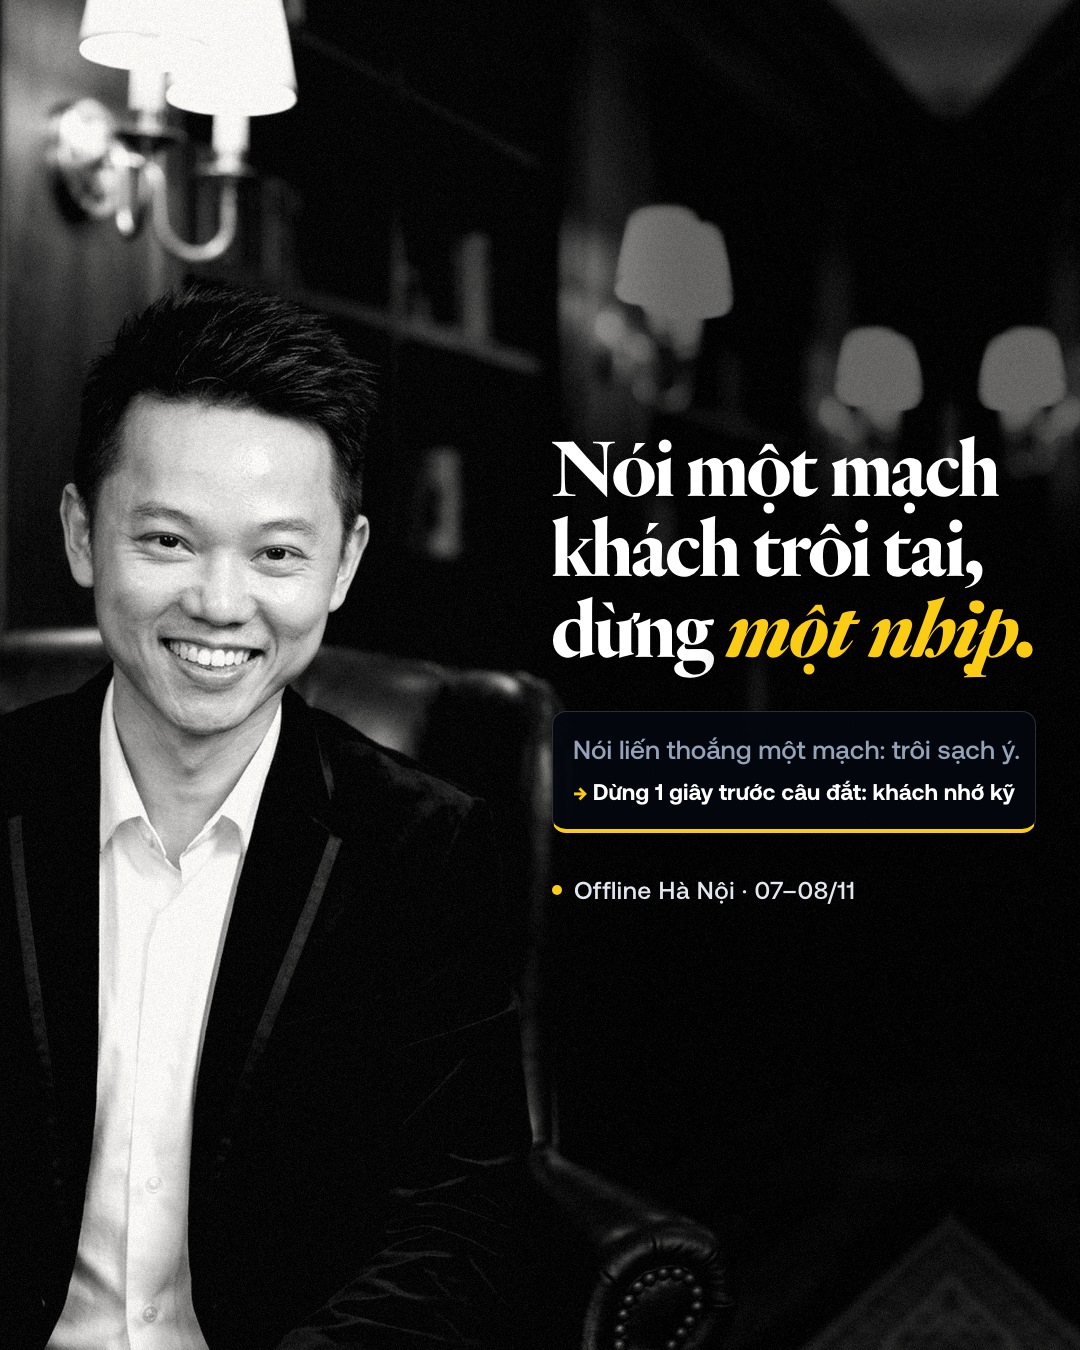 Nói một mạch
khách trôi tai,
dừng một nhịp.
Nói liến thoắng một mạch: trôi sạch ý.
→ Dừng 1 giây trước câu đắt: khách nhớ kỹ
Offline Hà Nội · 07–08/11